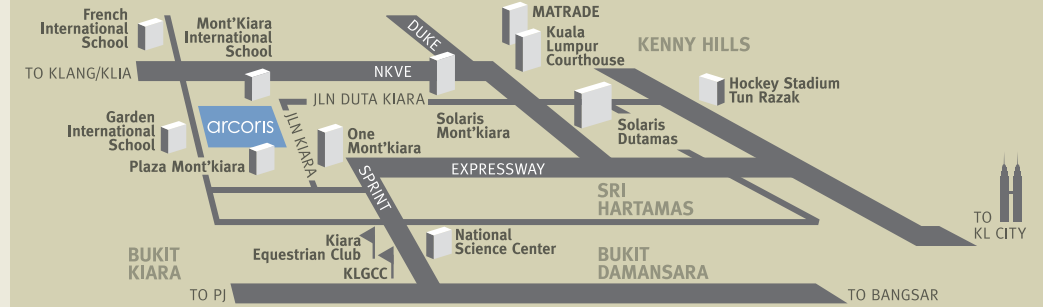 French
International
School
Mont'Kiara
International
School
DUKE
MATRADE
Kuala
Lumpur
Courthouse
KENNY HILLS
TO KLANG/KLIA
NKVE
Hockey Stadium
Tun Razak
JLN DUTA KIARA
Garden
International
School
arcoris
JLN KIARA
One
Mont'kiara
Solaris
Mont'kiara
Solaris
Dutamas
Plaza Mont'kiara
SPRINT
EXPRESSWAY
SRI
HARTAMAS
TO
KL CITY
Kiara
Equestrian Club
KLGCC
National
Science Center
BUKIT
KIARA
BUKIT
DAMANSARA
TO PJ
TO BANGSAR